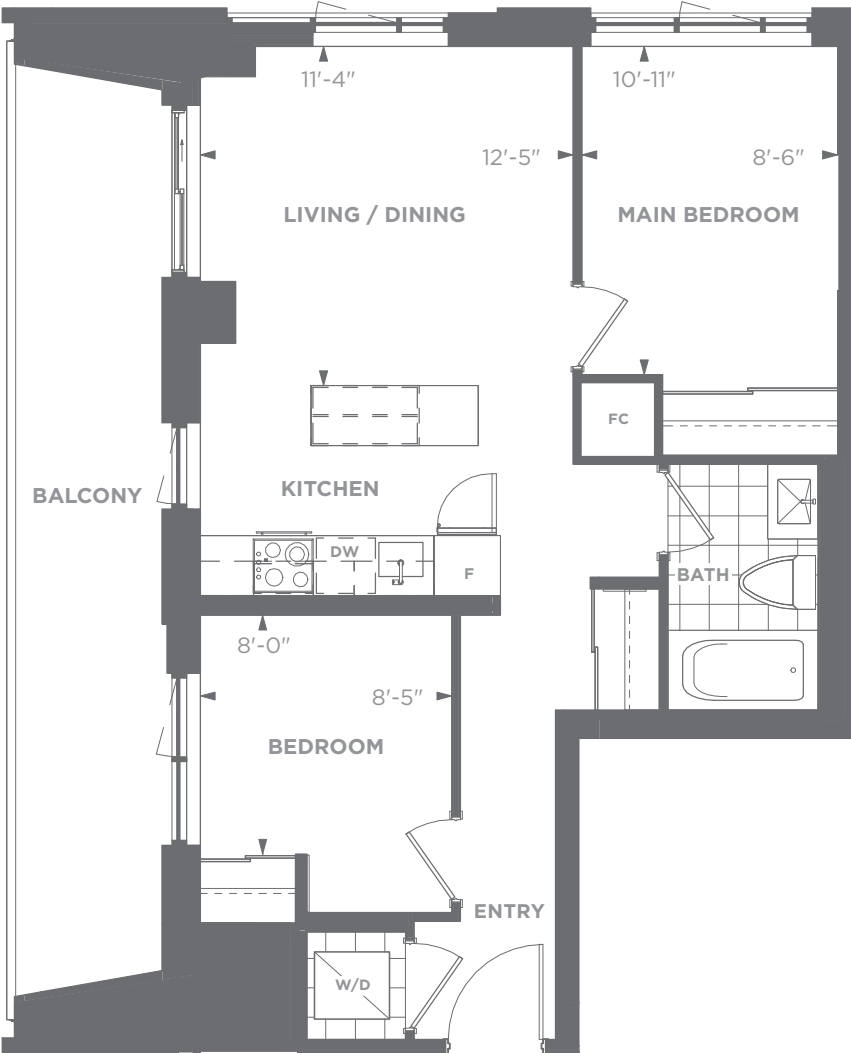 11'-4"
10'-11"
12'-5"
8'-6"
LIVING / DINING
MAIN BEDROOM
FC
KITCHEN
BALCONY
DW
F
BATH
8'-0"
8'-5"
BEDROOM
ENTRY
W/D